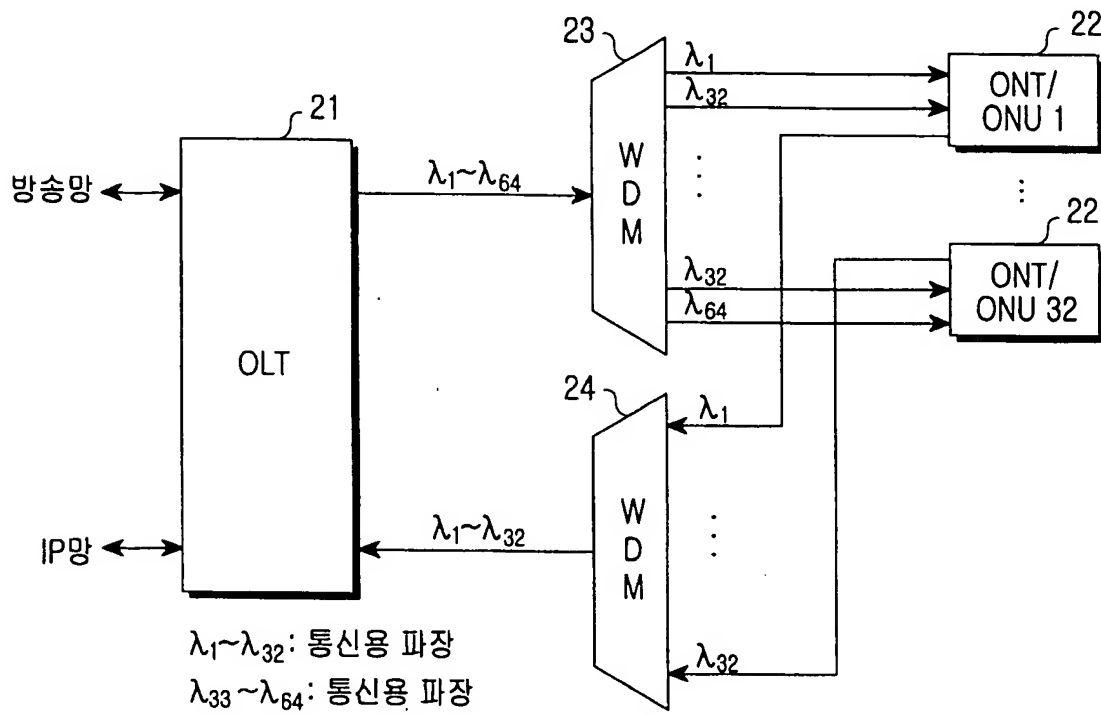 23
λ1
λ32
22
ONT/
ONU 1
21
방송망
λ1~λ64
WDM
22
ONT/
ONU 32
λ32
λ64
OLT
24
λ1
IP망
λ1~λ32
WDM
λ32
λ1~λ32: 통신용 파장
λ33~λ64: 통신용 파장